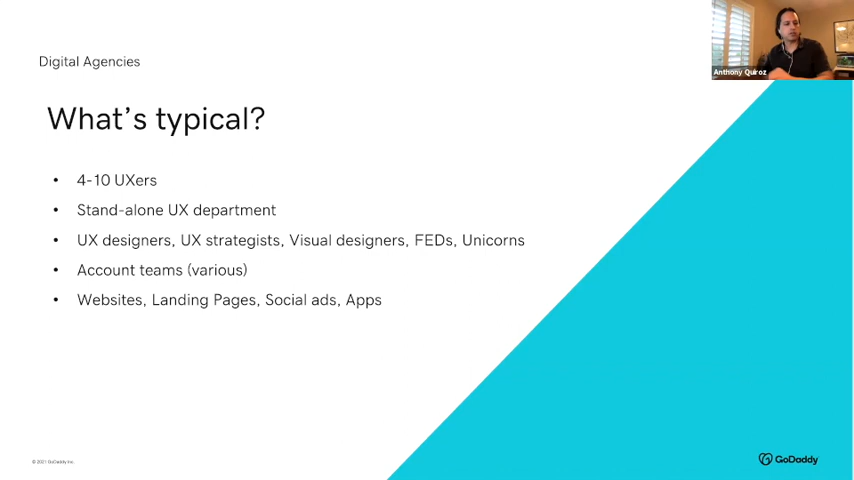 Anthony Quiroz
Digital Agencies
What's typical?
• 4-10 UXers
• Stand-alone UX department
• UX designers, UX strategists, Visual designers, FEDs, Unicorns
• Account teams (various)
• Websites, Landing Pages, Social ads, Apps
© 2021 GoDaddy Inc.
GoDaddy